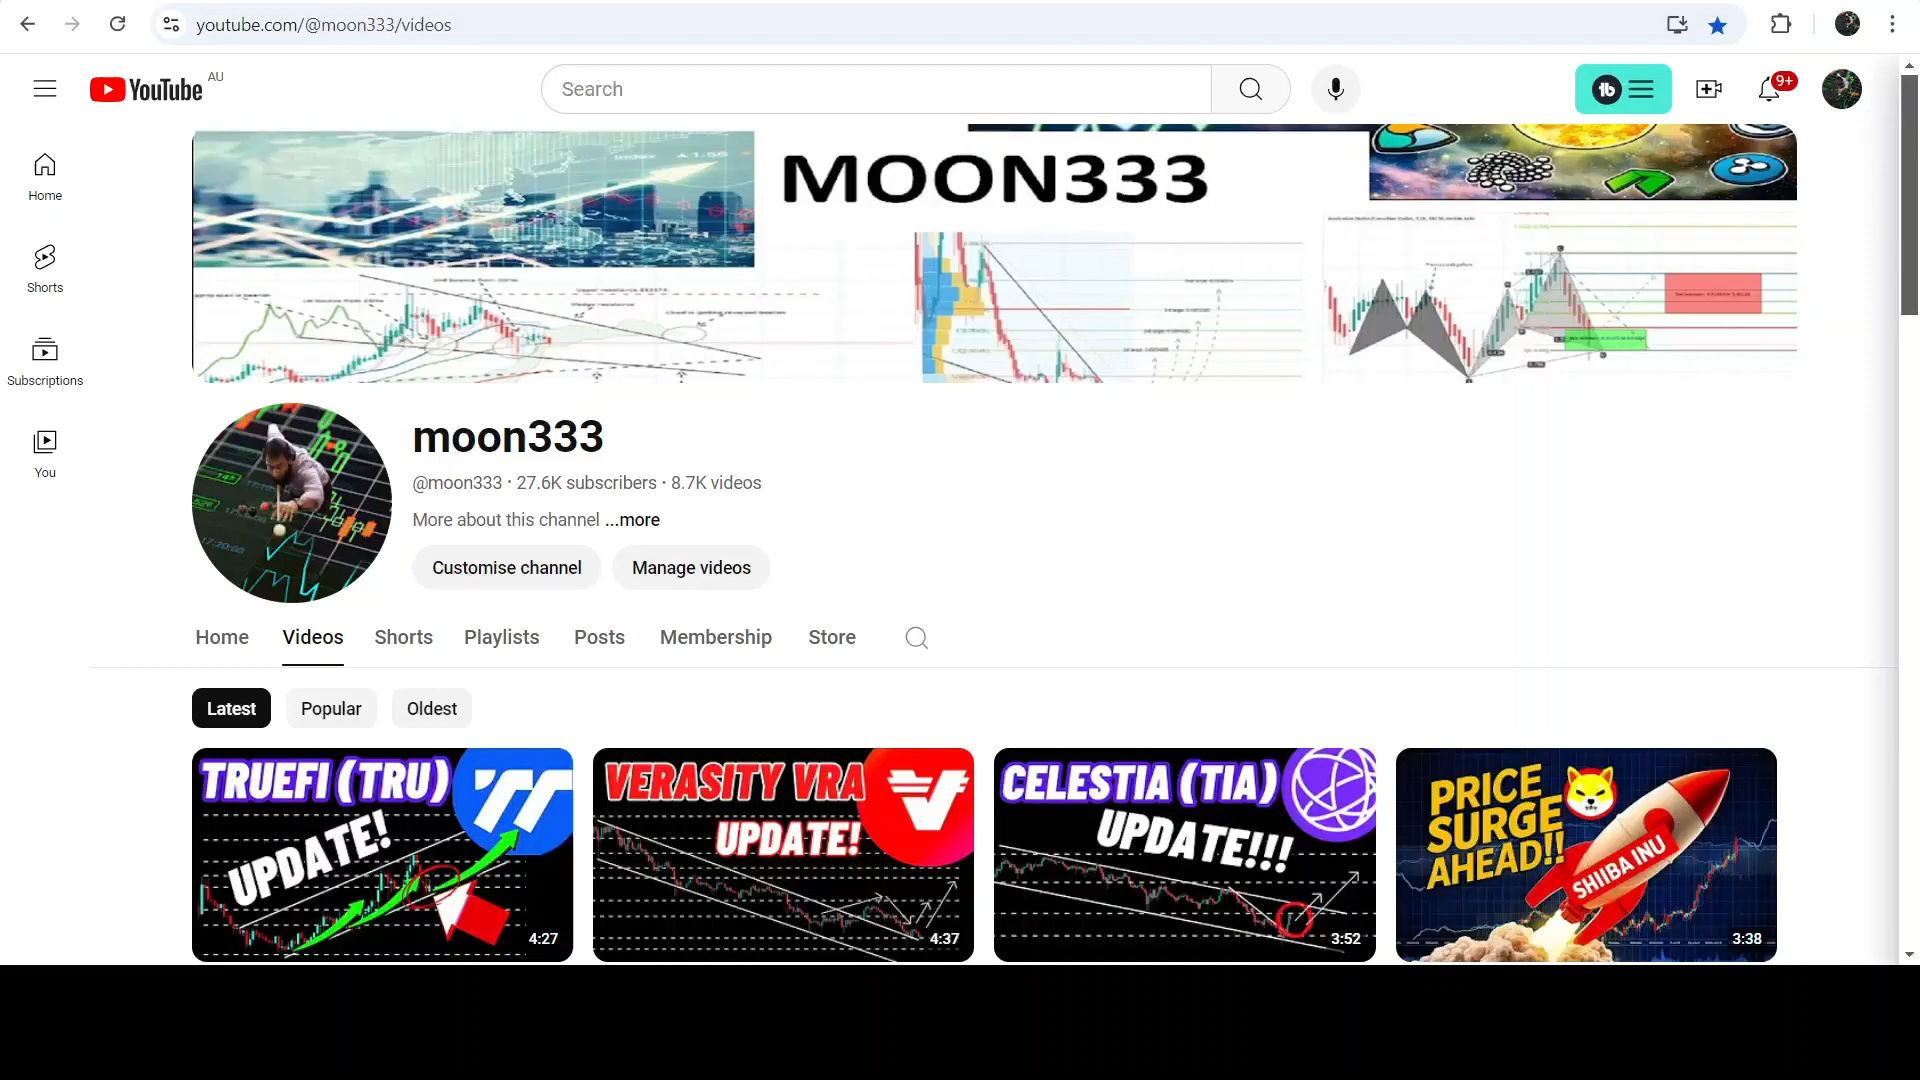 youtube.com/@moon333/videos
YouTube AU
Search
9+
Home
Shorts
Subscriptions
You
MOON333
moon333
@moon333 · 27.6K subscribers · 8.7K videos
More about this channel ...more
Customise channel
Manage videos
Home Videos Shorts Playlists Posts Membership Store
Latest Popular Oldest
TRUEFI (TRU)
UPDATE!
4:27
VERASITY VRA
UPDATE!
4:37
CELESTIA (TIA)
UPDATE!!!
3:52
PRICE
SURGE
AHEAD!!
SHIIBA INU
3:38